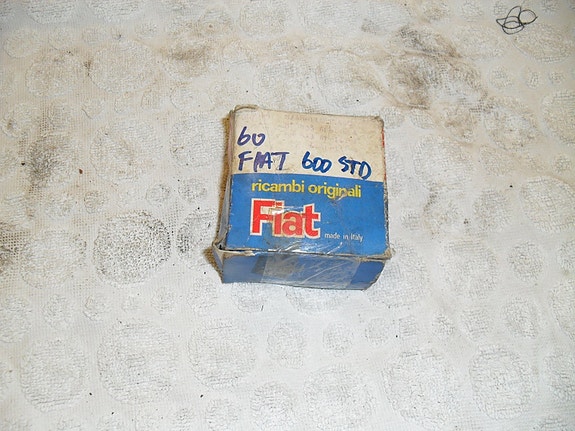 60
FIAT 600 STD
ricambi originali
Fiat
made in Italy